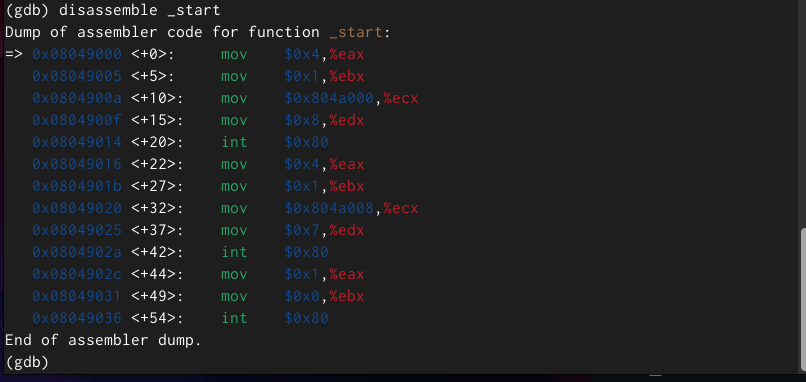 (gdb) disassemble _start
Dump of assembler code for function _start:
=> 0x08049000 <+0>:     mov    $0x4,%eax
   0x08049005 <+5>:     mov    $0x1,%ebx
   0x0804900a <+10>:    mov    $0x804a000,%ecx
   0x0804900f <+15>:    mov    $0x8,%edx
   0x08049014 <+20>:    int    $0x80
   0x08049016 <+22>:    mov    $0x4,%eax
   0x0804901b <+27>:    mov    $0x1,%ebx
   0x08049020 <+32>:    mov    $0x804a008,%ecx
   0x08049025 <+37>:    mov    $0x7,%edx
   0x0804902a <+42>:    int    $0x80
   0x0804902c <+44>:    mov    $0x1,%eax
   0x08049031 <+49>:    mov    $0x0,%ebx
   0x08049036 <+54>:    int    $0x80
End of assembler dump.
(gdb)